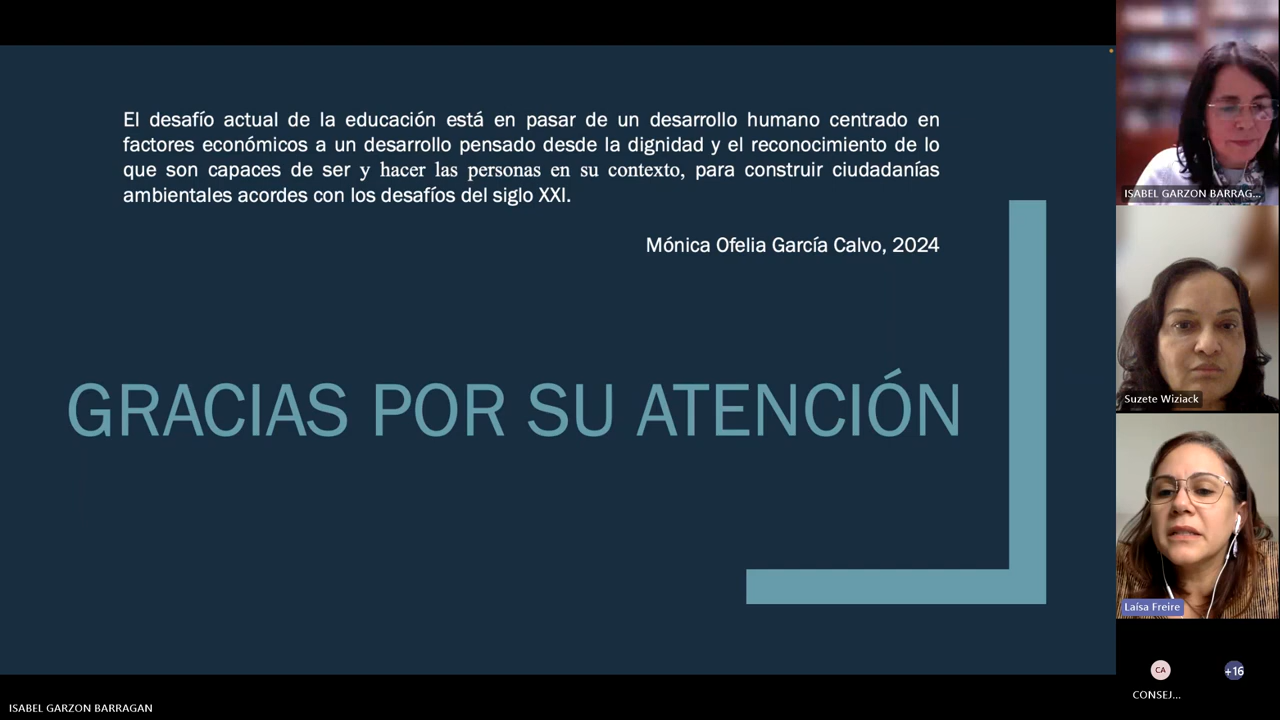 El desafío actual de la educación está en pasar de un desarrollo humano centrado en
factores económicos a un desarrollo pensado desde la dignidad y el reconocimiento de lo
que son capaces de ser y hacer las personas en su contexto, para construir ciudadanías
ambientales acordes con los desafíos del siglo XXI.
Mónica Ofelia García Calvo, 2024
GRACIAS POR SU ATENCIÓN
ISABEL GARZON BARRAG...
Suzete Wiziack
Laísa Freire
CA
+16
CONSEJ...
ISABEL GARZON BARRAGAN